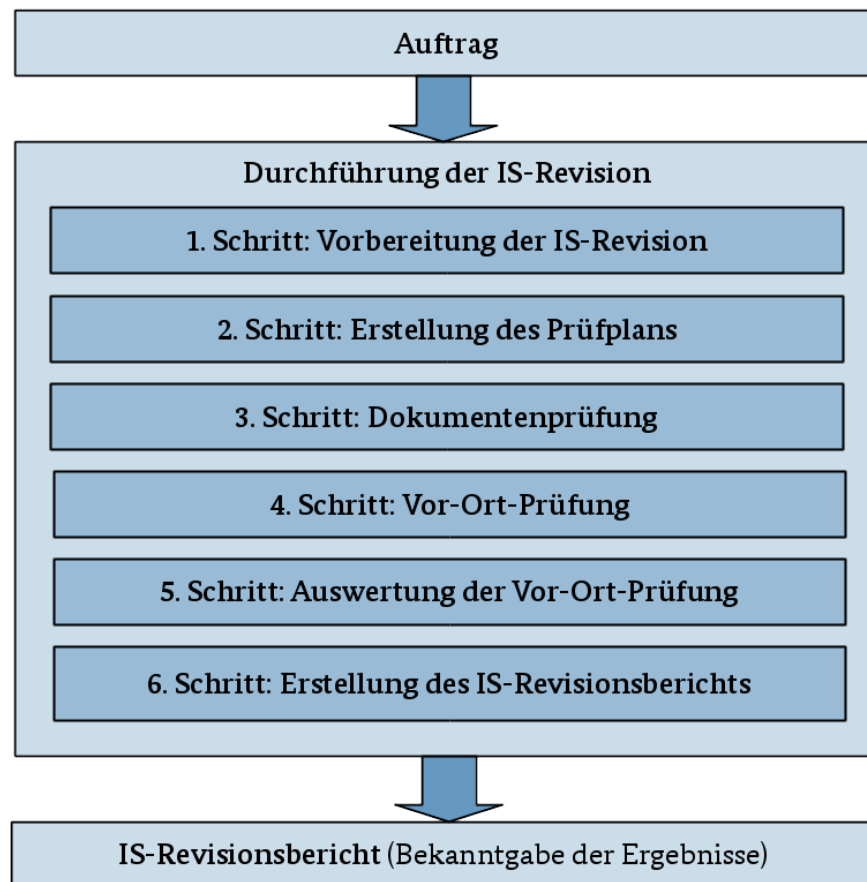 Auftrag
Durchführung der IS-Revision
1. Schritt: Vorbereitung der IS-Revision
2. Schritt: Erstellung des Prüfplans
3. Schritt: Dokumentenprüfung
4. Schritt: Vor-Ort-Prüfung
5. Schritt: Auswertung der Vor-Ort-Prüfung
6. Schritt: Erstellung des IS-Revisionsberichts
IS-Revisionsbericht (Bekanntgabe der Ergebnisse)